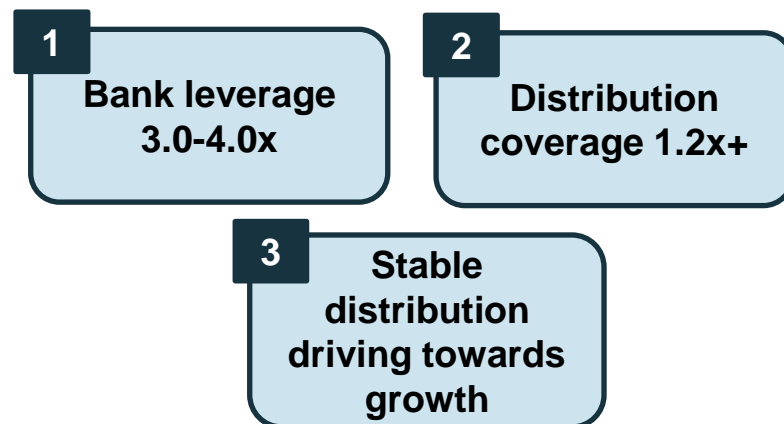 1
Bank leverage
3.0-4.0x
2
Distribution
coverage 1.2x+
3
Stable
distribution
driving towards
growth